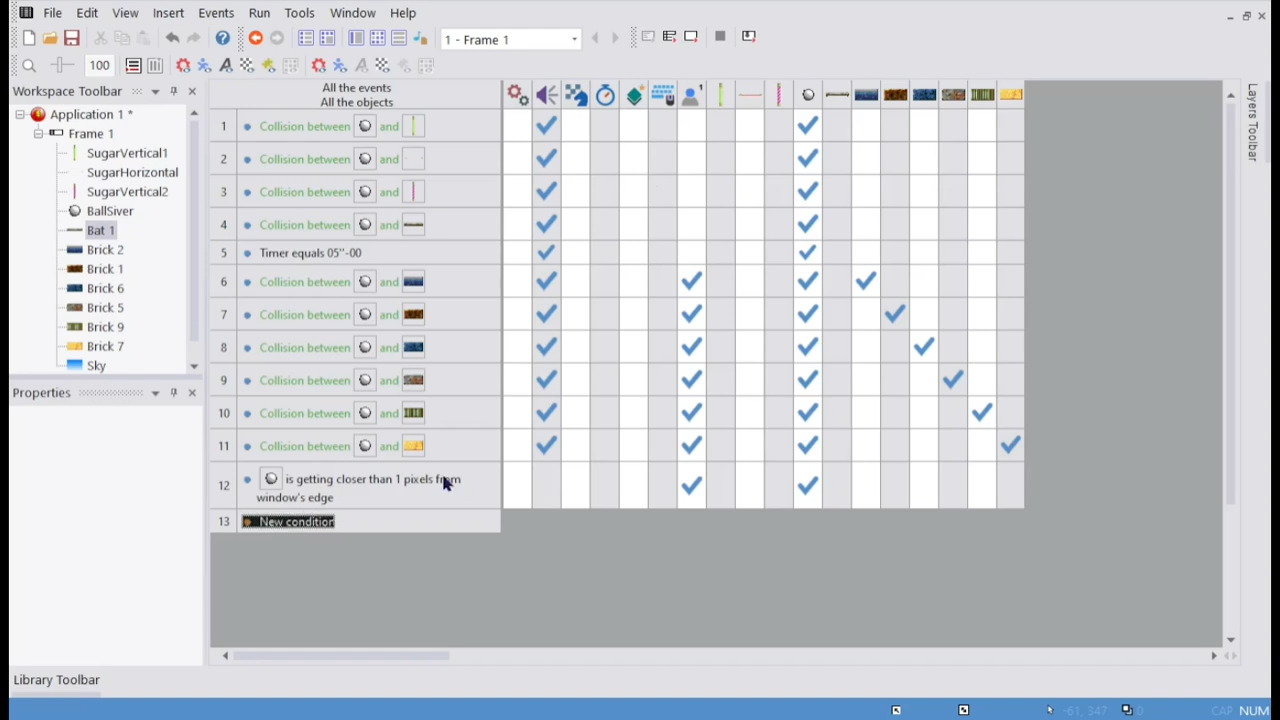 File Edit View Insert Events Run Tools Window Help
1 - Frame 1
100
Workspace Toolbar
All the events
All the objects
Application 1 *
Frame 1
SugarVertical1
SugarHorizontal
SugarVertical2
BallSiver
Bat 1
Brick 2
Brick 1
Brick 6
Brick 5
Brick 9
Brick 7
Sky
Properties
1 Collision between and
2 Collision between and
3 Collision between and
4 Collision between and
5 Timer equals 05"-00
6 Collision between and
7 Collision between and
8 Collision between and
9 Collision between and
10 Collision between and
11 Collision between and
12 is getting closer than 1 pixels from
window's edge
13 New condition
Layers Toolbar
Library Toolbar
-61, 347 0 CAP NUM